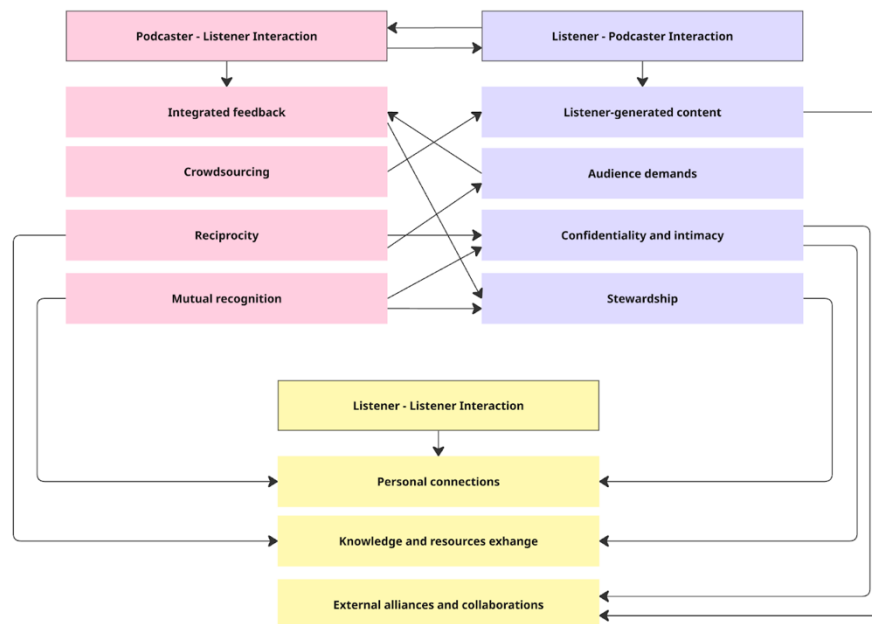 Podcaster - Listener Interaction
Listener - Podcaster Interaction
Integrated feedback
Listener-generated content
Crowdsourcing
Audience demands
Reciprocity
Confidentiality and intimacy
Mutual recognition
Stewardship
Listener - Listener Interaction
Personal connections
Knowledge and resources exhange
External alliances and collaborations